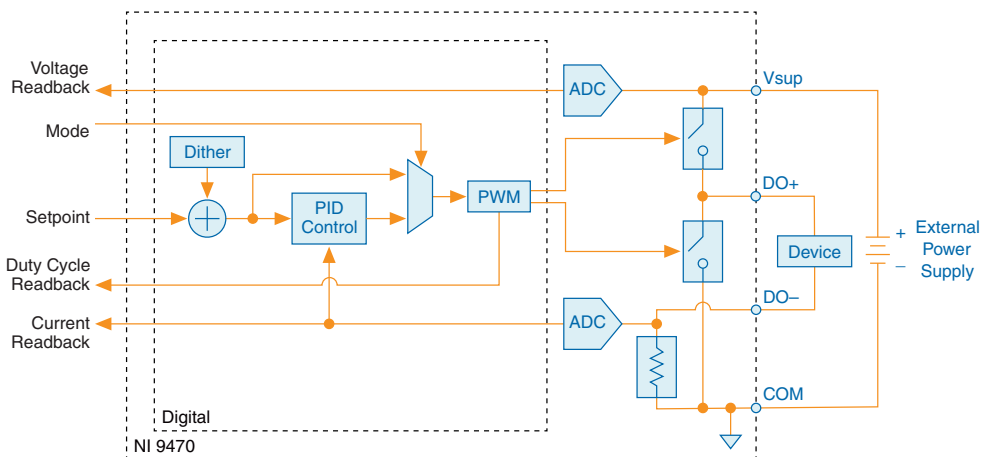 Voltage
Readback
Mode
Setpoint
Duty Cycle
Readback
Current
Readback
Dither
PID
Control
PWM
ADC
ADC
Vsup
DO+
Device
DO–
COM
+
–
External
Power
Supply
Digital
NI 9470